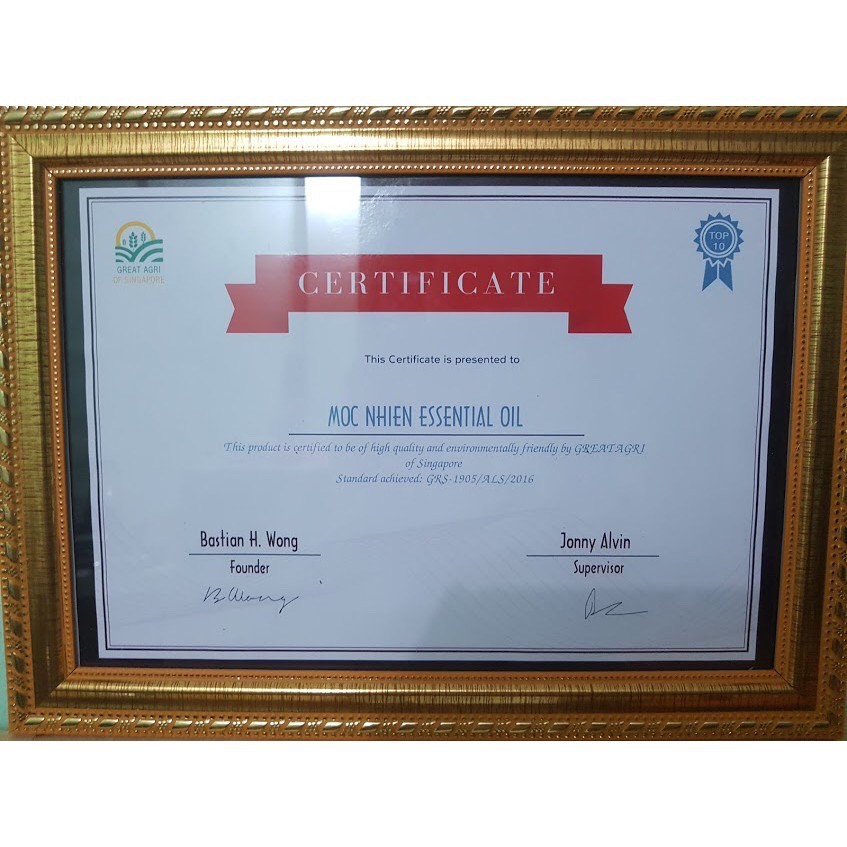 GREAT AGRI
OF SINGAPORE
TOP
10
CERTIFICATE
This Certificate is presented to
MOC NHIEN ESSENTIAL OIL
This product is certified to be of high quality and environmentally friendly by GREATAGRI
of Singapore
Standard achieved: GRS-1905/ALS/2016
Bastian H. Wong
Founder
B.Wong
Jonny Alvin
Supervisor